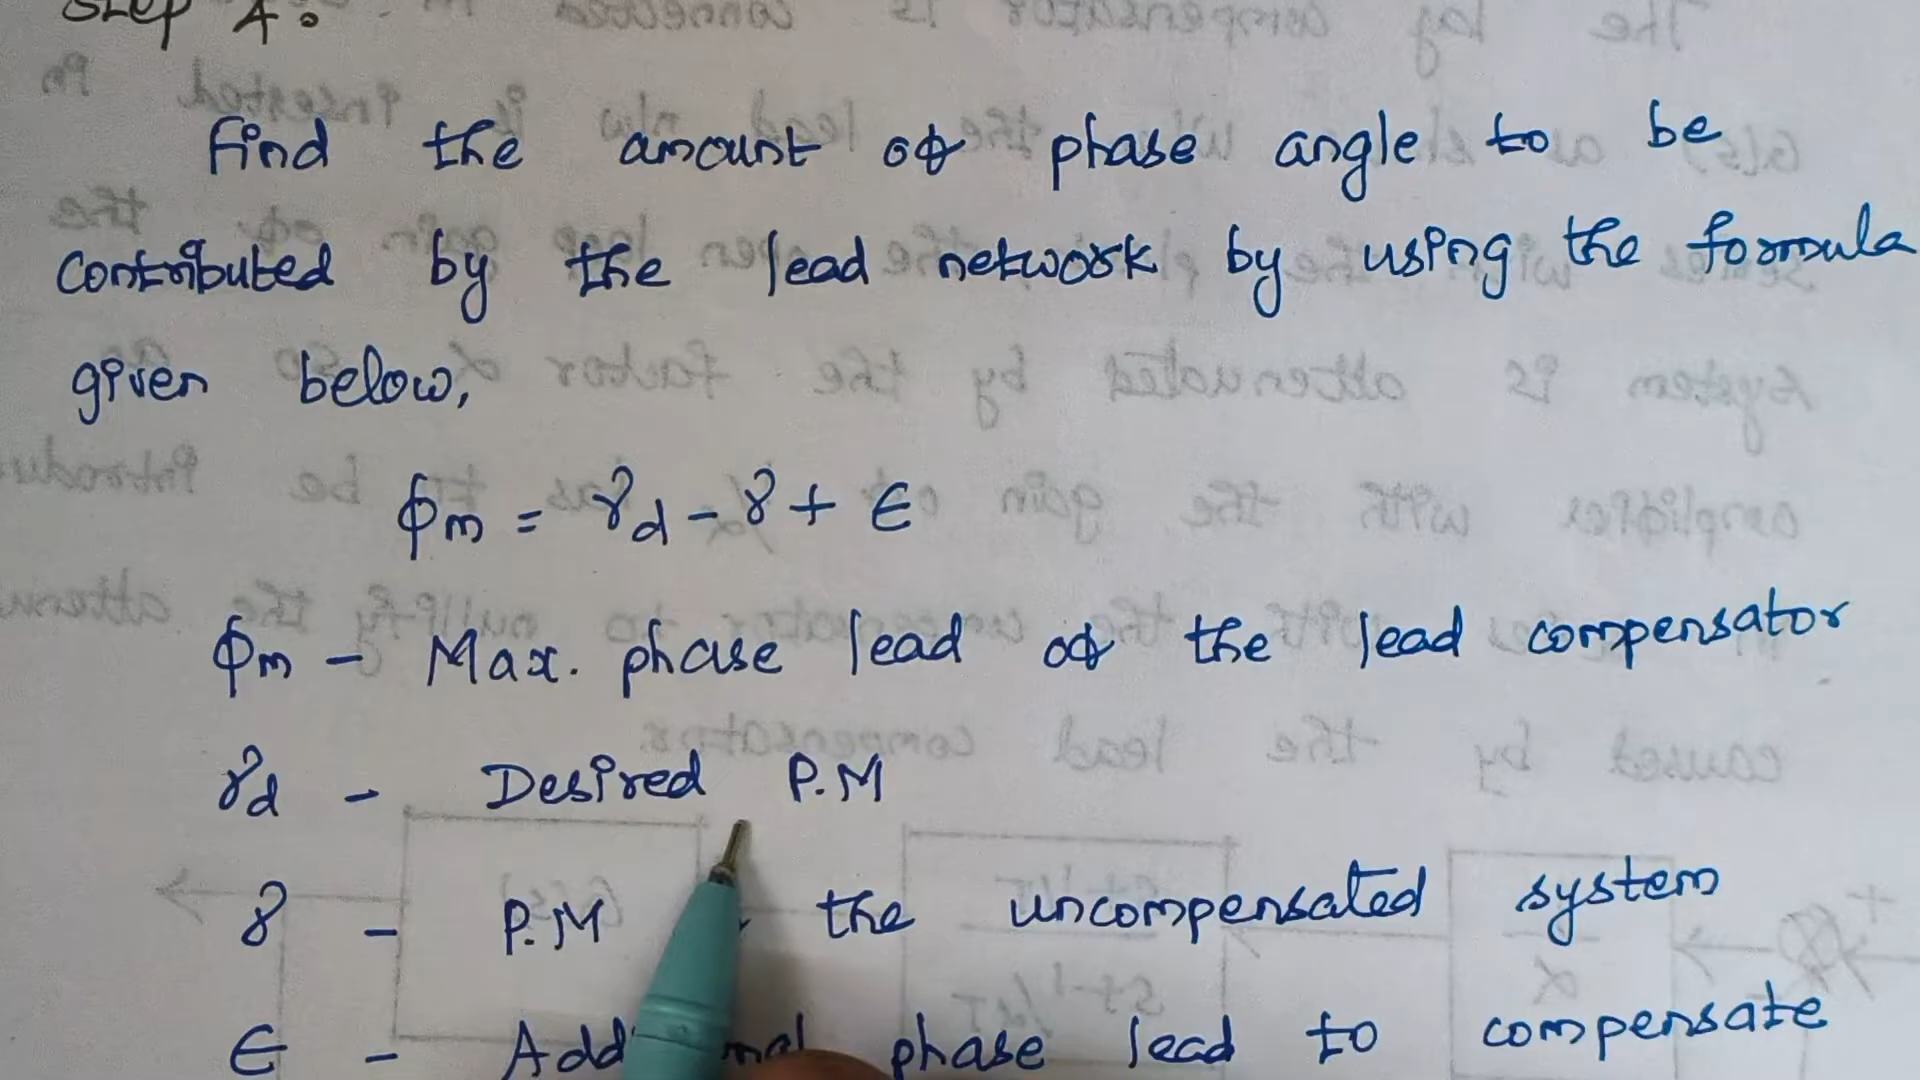 Step 4:
Find the amount of phase angle to be
contributed by the lead network by using the formula
given below,
ϕm = γd - γ + ϵ
ϕm - Max. phase lead of the lead compensator
γd - Desired P.M
γ - P.M the uncompensated system
ϵ - phase lead to compensate